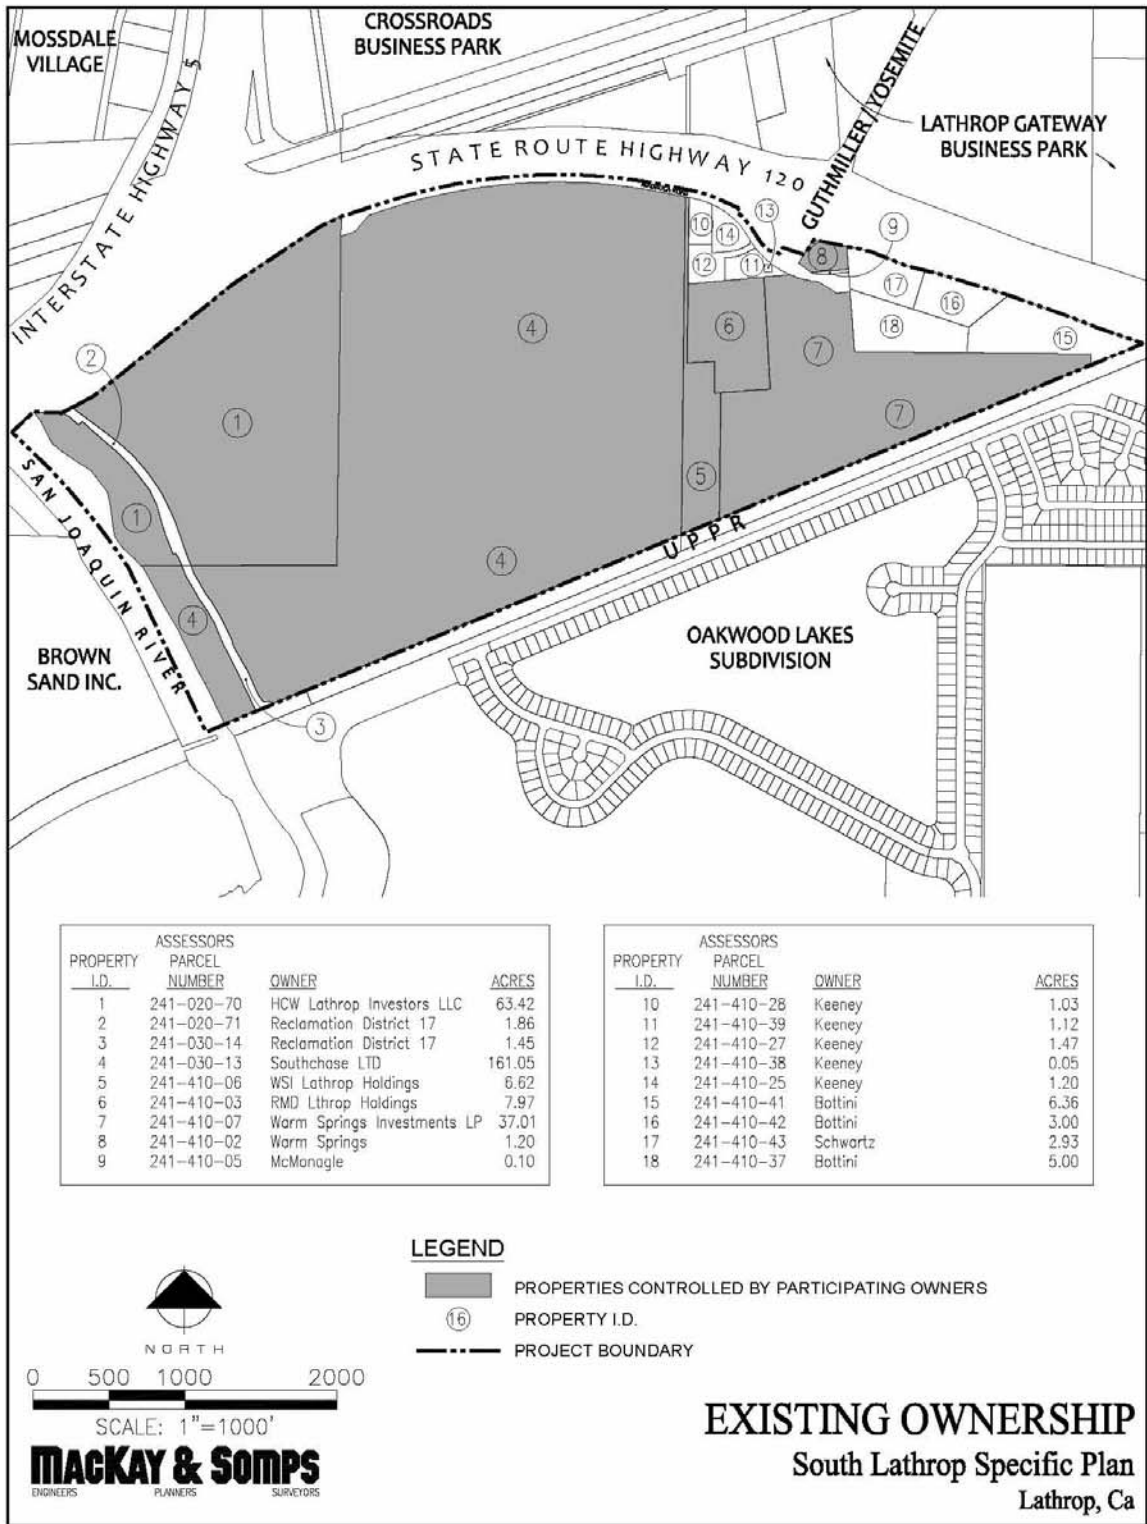 MOSSDALE
VILLAGE
CROSSROADS
BUSINESS PARK
INTERSTATE HIGHWAY 5
STATE ROUTE HIGHWAY 120
GUTHMILLER/YOSEMITE
LATHROP GATEWAY
BUSINESS PARK
13
9
10
14
12
11
8
17
16
18
15
2
4
6
7
1
7
5
1
4
4
3
SAN JOAQUIN RIVER
UPPR
BROWN
SAND INC.
OAKWOOD LAKES
SUBDIVISION
ASSESSORS
PROPERTY PARCEL
I.D. NUMBER OWNER ACRES
1 241-020-70 HCW Lathrop Investors LLC 63.42
2 241-020-71 Reclamation District 17 1.86
3 241-030-14 Reclamation District 17 1.45
4 241-030-13 Southchase LTD 161.05
5 241-410-06 WSI Lathrop Holdings 6.62
6 241-410-03 RMD Lthrop Holdings 7.97
7 241-410-07 Warm Springs Investments LP 37.01
8 241-410-02 Warm Springs 1.20
9 241-410-05 McMonagle 0.10
ASSESSORS
PROPERTY PARCEL
I.D. NUMBER OWNER ACRES
10 241-410-28 Keeney 1.03
11 241-410-39 Keeney 1.12
12 241-410-27 Keeney 1.47
13 241-410-38 Keeney 0.05
14 241-410-25 Keeney 1.20
15 241-410-41 Bottini 6.36
16 241-410-42 Bottini 3.00
17 241-410-43 Schwartz 2.93
18 241-410-37 Bottini 5.00
LEGEND
PROPERTIES CONTROLLED BY PARTICIPATING OWNERS
16 PROPERTY I.D.
PROJECT BOUNDARY
NORTH
0 500 1000 2000
SCALE: 1"=1000'
MACKAY & SOMPS
ENGINEERS PLANNERS SURVEYORS
EXISTING OWNERSHIP
South Lathrop Specific Plan
Lathrop, Ca